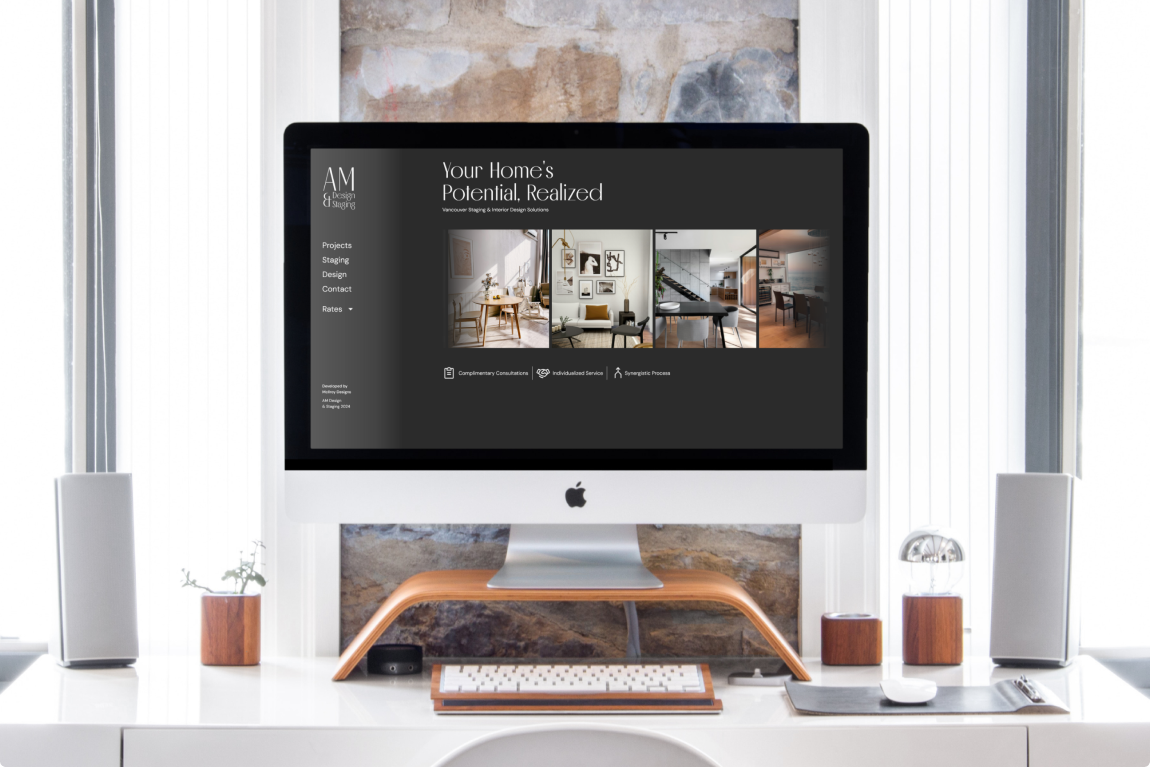 AM
& Design
Staging
Projects
Staging
Design
Contact
Rates
Developed by
McIlroy Designs
AM Design
& Staging 2024
Your Home's
Potential, Realized
Vancouver Staging & Interior Design Solutions
Complimentary Consultations
Individualized Service
Synergistic Process